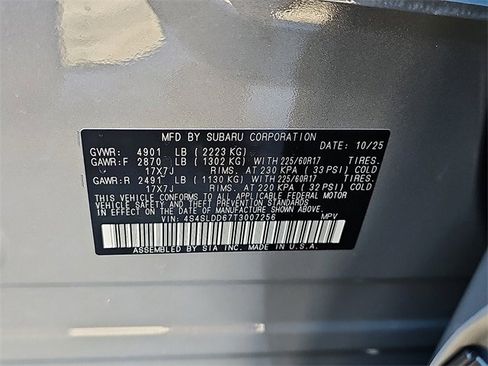 MFD BY SUBARU CORPORATION
GVWR: 4901 LB ( 2223 KG) DATE: 10/25
GAWR:F 2870 LB ( 1302 KG) WITH 225/60R17 TIRES.
17X7J RIMS. AT 230 KPA ( 33 PSI) COLD
GAWR:R 2491 LB ( 1130 KG) WITH 225/60R17 TIRES.
17X7J RIMS. AT 220 KPA ( 32 PSI) COLD
THIS VEHICLE CONFORMS TO ALL APPLICABLE FEDERAL MOTOR
VEHICLE SAFETY AND THEFT PREVENTION STANDARDS
IN EFFECT ON THE DATE OF MANUFACTURE SHOWN ABOVE.
VIN: 4S4SLDD67T3007256 MPV
ASSEMBLED BY SIA INC. MADE IN U.S.A.